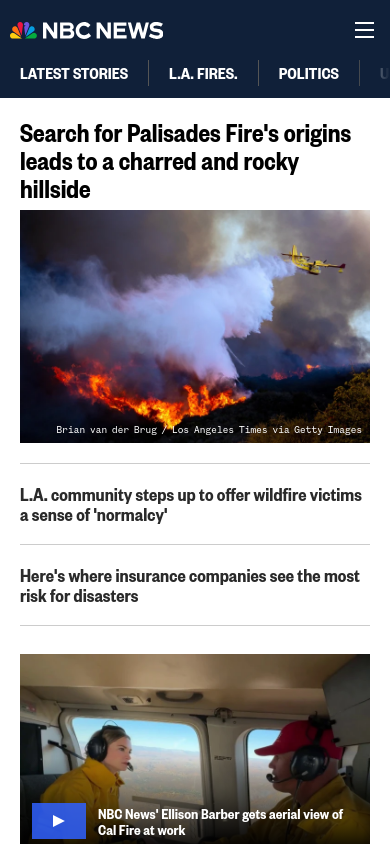 NBC NEWS
LATEST STORIES
L.A. FIRES.
POLITICS
Search for Palisades Fire's origins
leads to a charred and rocky
hillside
Brian van der Brug / Los Angeles Times via Getty Images
L.A. community steps up to offer wildfire victims
a sense of 'normalcy'
Here's where insurance companies see the most
risk for disasters
NBC News' Ellison Barber gets aerial view of
Cal Fire at work